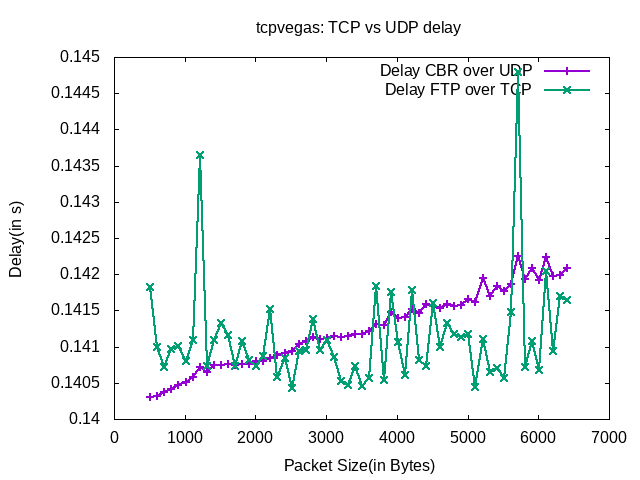 tcpvegas: TCP vs UDP delay
0.145
0.1445
0.144
0.1435
0.143
0.1425
0.142
0.1415
0.141
0.1405
0.14
Delay(in s)
Delay CBR over UDP
Delay FTP over TCP
0 1000 2000 3000 4000 5000 6000 7000
Packet Size(in Bytes)